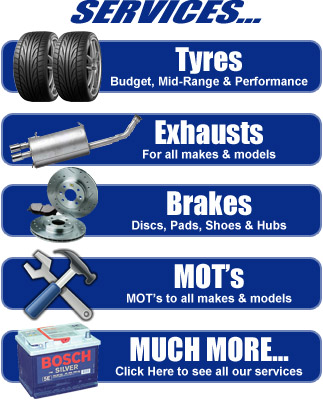 SERVICES...
Tyres
Budget, Mid-Range & Performance
Exhausts
For all makes & models
Brakes
Discs, Pads, Shoes & Hubs
MOT's
MOT's to all makes & models
MUCH MORE...
Click Here to see all our services
BOSCH
SILVER